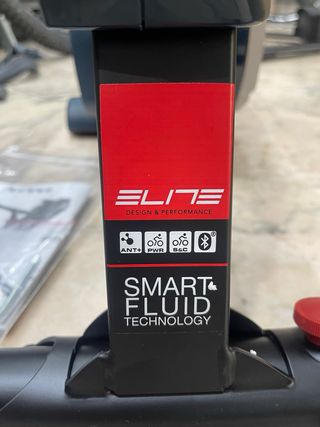 ELITE
DESIGN & PERFORMANCE
ANT+ PWR S&C
SMART
FLUID
TECHNOLOGY